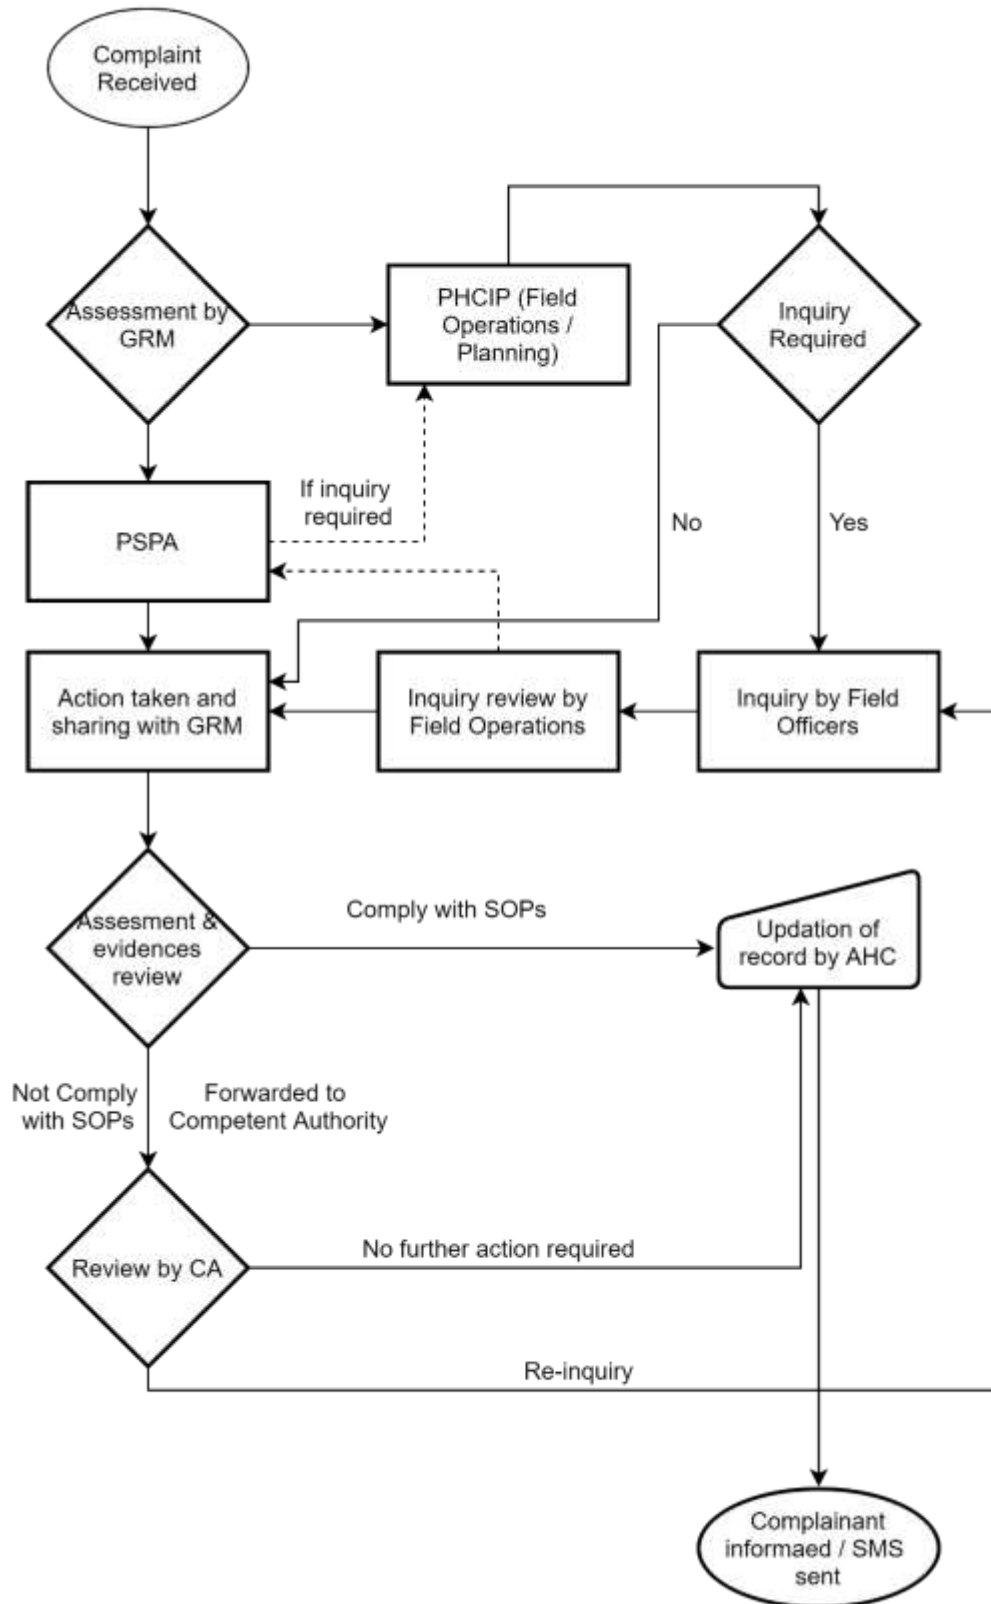 Complaint
Received
Assessment by
GRM
PHCIP (Field
Operations /
Planning)
Inquiry
Required
If inquiry
required
No
Yes
PSPA
Action taken and
sharing with GRM
Inquiry review by
Field Operations
Inquiry by Field
Officers
Assesment &
evidences
review
Comply with SOPs
Updation of
record by AHC
Not Comply
with SOPs
Forwarded to
Competent Authority
Review by CA
No further action required
Re-inquiry
Complainant
informaed / SMS
sent